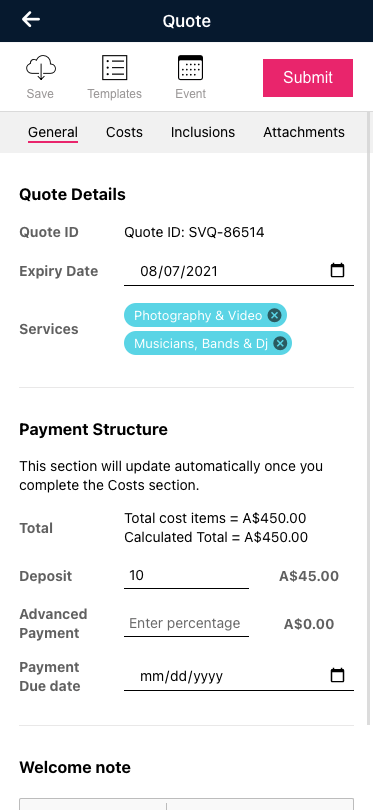 Quote
Save
Templates
Event
Submit
General
Costs
Inclusions
Attachments
Quote Details
Quote ID
Quote ID: SVQ-86514
Expiry Date
08/07/2021
Services
Photography & Video
Musicians, Bands & Dj
Payment Structure
This section will update automatically once you
complete the Costs section.
Total
Total cost items = A$450.00
Calculated Total = A$450.00
Deposit
10
A$45.00
Advanced
Payment
Enter percentage
A$0.00
Payment
Due date
mm/dd/yyyy
Welcome note